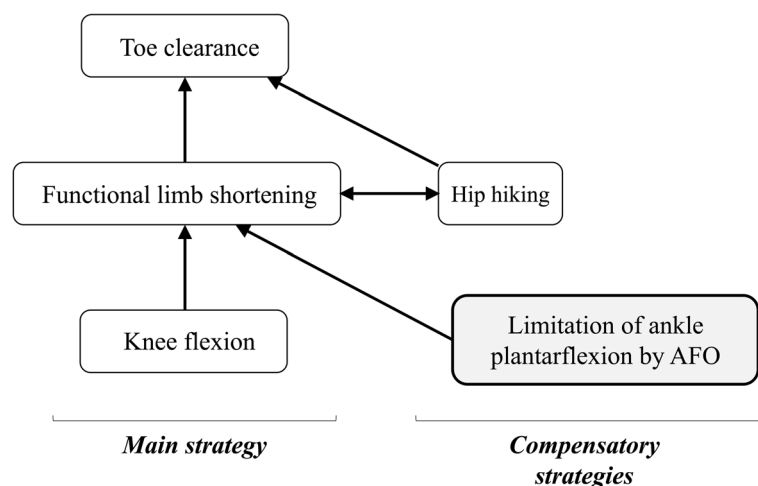 Toe clearance
Functional limb shortening
Hip hiking
Knee flexion
Limitation of ankle
plantarflexion by AFO
Main strategy
Compensatory
strategies